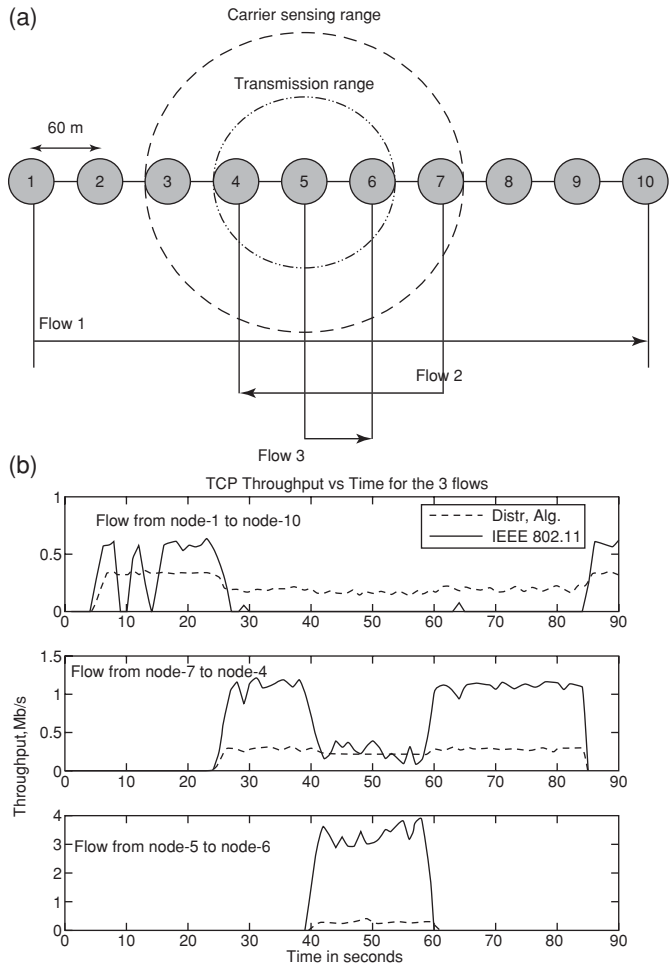 (a)
Carrier sensing range
Transmission range
60 m
1 2 3 4 5 6 7 8 9 10
Flow 1
Flow 2
Flow 3
(b)
TCP Throughput vs Time for the 3 flows
Flow from node-1 to node-10
Distr, Alg.
IEEE 802.11
1
0.5
0
0 10 20 30 40 50 60 70 80 90
Flow from node-7 to node-4
1.5
1
0.5
0
0 10 20 30 40 50 60 70 80 90
Throughput,Mb/s
Flow from node-5 to node-6
4
3
2
1
0
0 10 20 30 40 50 60 70 80 90
Time in seconds